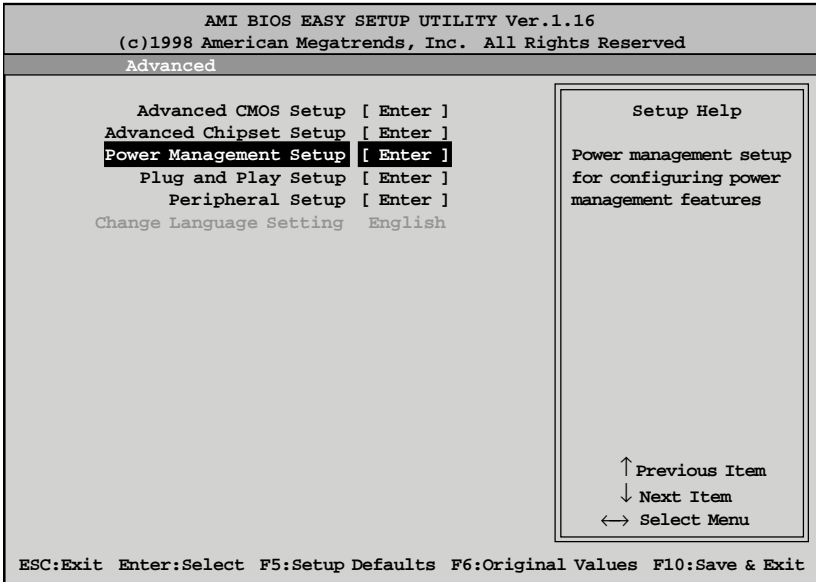 AMI BIOS EASY SETUP UTILITY Ver.1.16
(c)1998 American Megatrends, Inc. All Rights Reserved
Advanced
Advanced CMOS Setup [ Enter ]
Advanced Chipset Setup [ Enter ]
Power Management Setup [ Enter ]
Plug and Play Setup [ Enter ]
Peripheral Setup [ Enter ]
Change Language Setting English
Setup Help
Power management setup
for configuring power
management features
↑ Previous Item
↓ Next Item
↔ Select Menu
ESC:Exit Enter:Select F5:Setup Defaults F6:Original Values F10:Save & Exit